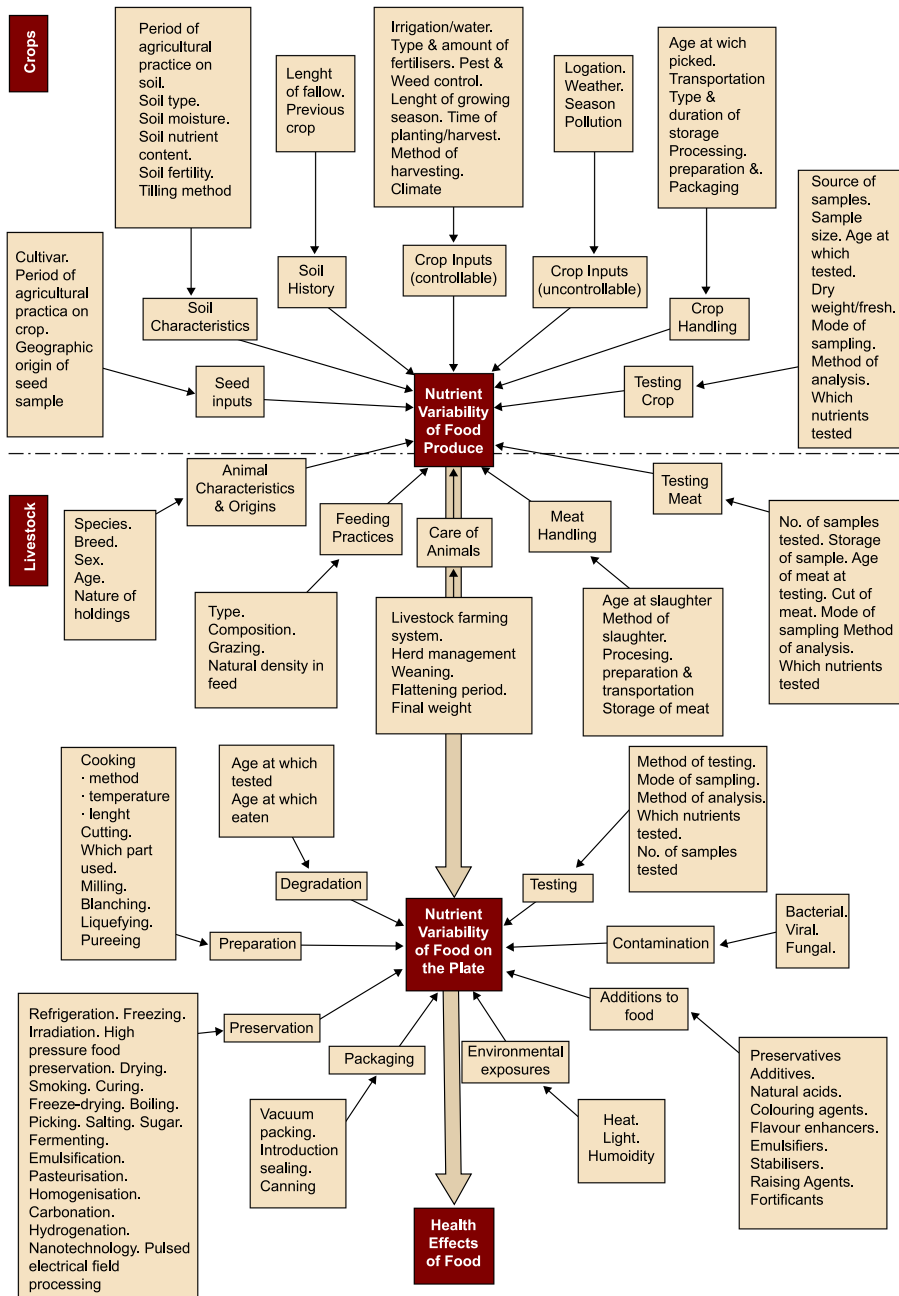 Crops
Period of
agricultural
practice on
soil.
Soil type.
Soil moisture.
Soil nutrient
content.
Soil fertility.
Tilling method
Lenght of
fallow.
Previous
crop
Irrigation/water.
Type & amount of
fertilisers. Pest &
Weed control.
Lenght of growing
season. Time of
planting/harvest.
Method of
harvesting.
Climate
Logation.
Weather.
Season
Pollution
Age at wich
picked.
Transportation
Type &
duration of
storage
Processing.
preparation &.
Packaging
Source of
samples.
Sample
size. Age at
which
tested.
Dry
weight/fresh.
Mode of
sampling.
Method of
analysis.
Which
nutrients
tested
Cultivar.
Period of
agricultural
practica on
crop.
Geographic
origin of
seed
sample
Soil
Characteristics
Soil
History
Crop Inputs
(controllable)
Crop Inputs
(uncontrollable)
Crop
Handling
Seed
inputs
Nutrient
Variability
of Food
Produce
Testing
Crop
Livestock
Animal
Characteristics
& Origins
Feeding
Practices
Care of
Animals
Meat
Handling
Testing
Meat
Species.
Breed.
Sex.
Age.
Nature of
holdings
Type.
Composition.
Grazing.
Natural density in
feed
Livestock farming
system.
Herd management
Weaning.
Flattening period.
Final weight
Age at slaughter
Method of
slaughter.
Procesing.
preparation &
transportation
Storage of meat
No. of samples
tested. Storage
of sample. Age
of meat at
testing. Cut of
meat. Mode of
sampling Method
of analysis.
Which nutrients
tested
Cooking
· method
· temperature
· lenght
Cutting.
Which part
used.
Milling.
Blanching.
Liquefying.
Pureeing
Age at which
tested
Age at which
eaten
Method of testing.
Mode of sampling.
Method of analysis.
Which nutrients
tested.
No. of samples
tested
Degradation
Testing
Preparation
Nutrient
Variability
of Food on
the Plate
Contamination
Bacterial.
Viral.
Fungal.
Preservation
Packaging
Environmental
exposures
Additions to
food
Refrigeration. Freezing.
Irradiation. High
pressure food
preservation. Drying.
Smoking. Curing.
Freeze-drying. Boiling.
Picking. Salting. Sugar.
Fermenting.
Emulsification.
Pasteurisation.
Homogenisation.
Carbonation.
Hydrogenation.
Nanotechnology. Pulsed
electrical field
processing
Vacuum
packing.
Introduction
sealing.
Canning
Heat.
Light.
Humoidity
Preservatives
Additives.
Natural acids.
Colouring agents.
Flavour enhancers.
Emulsifiers.
Stabilisers.
Raising Agents.
Fortificants
Health
Effects
of Food